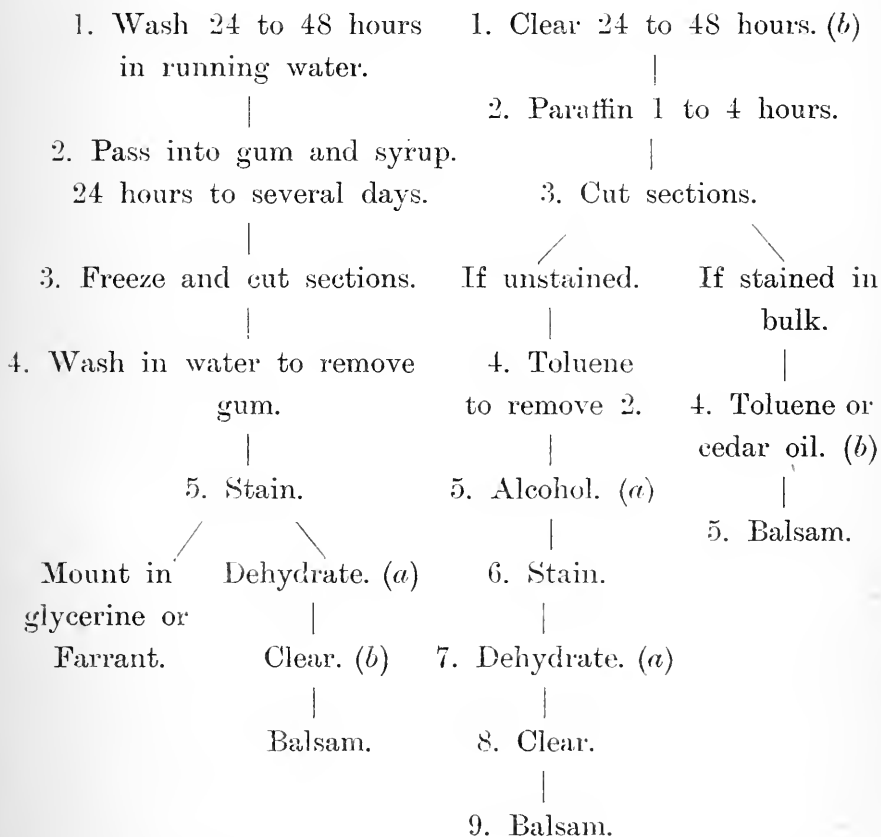 1. Wash 24 to 48 hours
in running water.
2. Pass into gum and syrup.
24 hours to several days.
3. Freeze and cut sections.
4. Wash in water to remove
gum.
5. Stain.
Mount in
glycerine or
Farrant.
Dehydrate. (a)
Clear. (b)
Balsam.
1. Clear 24 to 48 hours. (b)
2. Paraffin 1 to 4 hours.
3. Cut sections.
If unstained.
4. Toluene
to remove 2.
5. Alcohol. (a)
6. Stain.
7. Dehydrate. (a)
8. Clear.
9. Balsam.
If stained in
bulk.
4. Toluene or
cedar oil. (b)
5. Balsam.